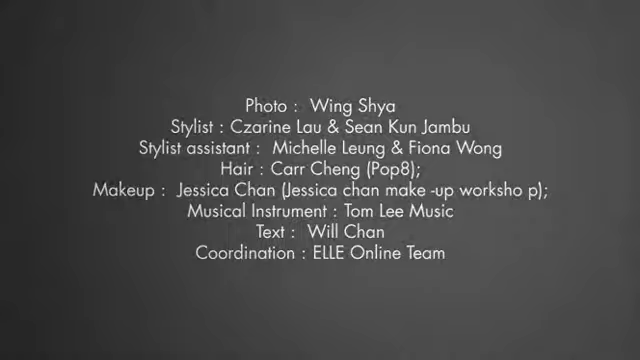 Photo : Wing Shya
Stylist : Czarine Lau & Sean Kun Jambu
Stylist assistant : Michelle Leung & Fiona Wong
Hair : Carr Cheng (Pop8);
Makeup : Jessica Chan (Jessica chan make -up worksho p);
Musical Instrument : Tom Lee Music
Text : Will Chan
Coordination : ELLE Online Team